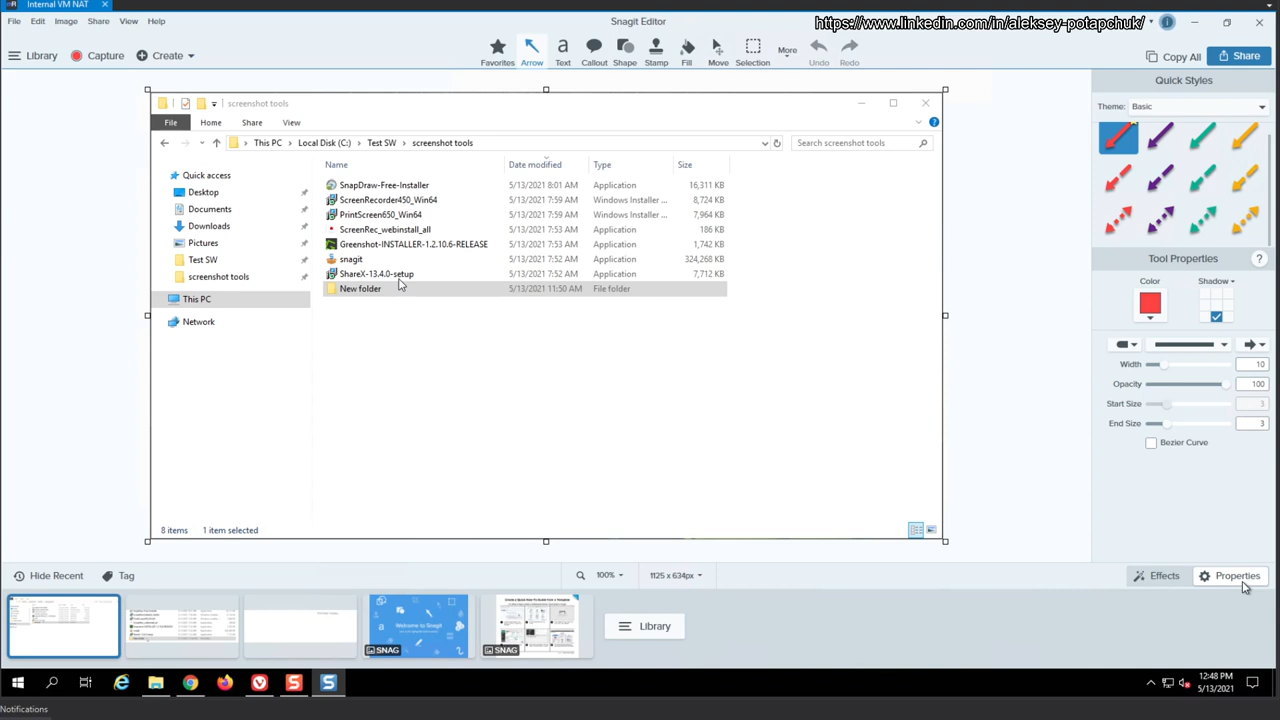 Internal VM NAT
https://www.linkedin.com/in/aleksey-potapchuk/
File Edit Image Share View Help
Snagit Editor
Library Capture Create
Favorites Arrow Text Callout Shape Stamp Fill Move Selection More Undo Redo
Copy All Share
Quick Styles
Theme: Basic
screenshot tools
File Home Share View
This PC Local Disk (C:) Test SW screenshot tools
Search screenshot tools
Name Date modified Type Size
Quick access
Desktop
Documents
Downloads
Pictures
Test SW
screenshot tools
This PC
Network
SnapDraw-Free-Installer 5/13/2021 8:01 AM Application 16,311 KB
ScreenRecorder450_Win64 5/13/2021 7:59 AM Windows Installer ... 8,724 KB
PrintScreen650_Win64 5/13/2021 7:59 AM Windows Installer ... 7,964 KB
ScreenRec_webinstall_all 5/13/2021 7:53 AM Application 186 KB
Greenshot-INSTALLER-1.2.10.6-RELEASE 5/13/2021 7:53 AM Application 1,742 KB
snagit 5/13/2021 7:52 AM Application 324,268 KB
ShareX-13.4.0-setup 5/13/2021 7:52 AM Application 7,712 KB
New folder 5/13/2021 11:50 AM File folder
8 items 1 item selected
Tool Properties ?
Color Shadow
Width 10
Opacity 100
Start Size 3
End Size 3
Bezier Curve
Hide Recent Tag
100% 1125 x 634px
Effects Properties
Welcome to Snagit
SNAG
SNAG
Library
12:48 PM
5/13/2021
Notifications